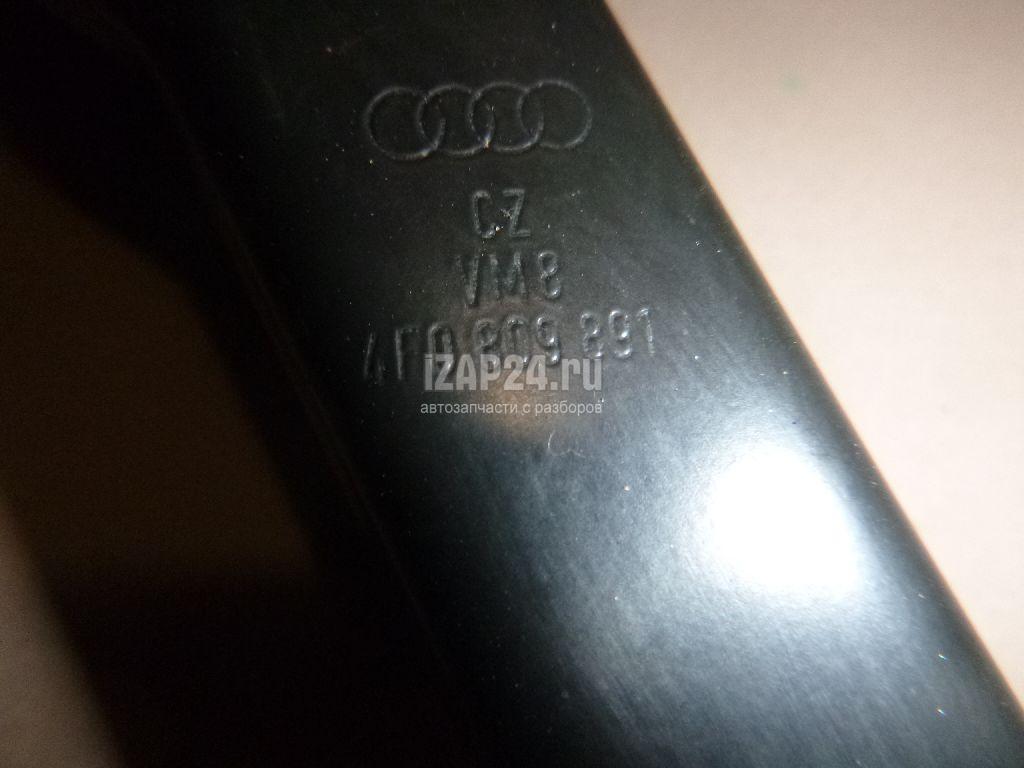 CZ
VM8
4F0 809 891
iZAP24.ru
автозапчасти с разборов